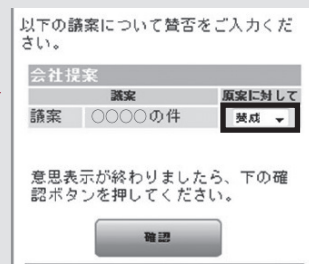 以下の議案について賛否をご入力くだ
さい。
会社提案
議案 原案に対して
議案 ○○○○の件 賛成
意思表示が終わりましたら、下の確
認ボタンを押してください。
確認